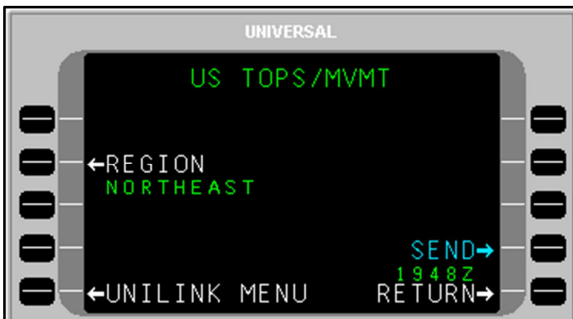 UNIVERSAL
US TOPS/MVMT
←REGION
NORTHEAST
SEND→
1948Z
←UNILINK MENU RETURN→